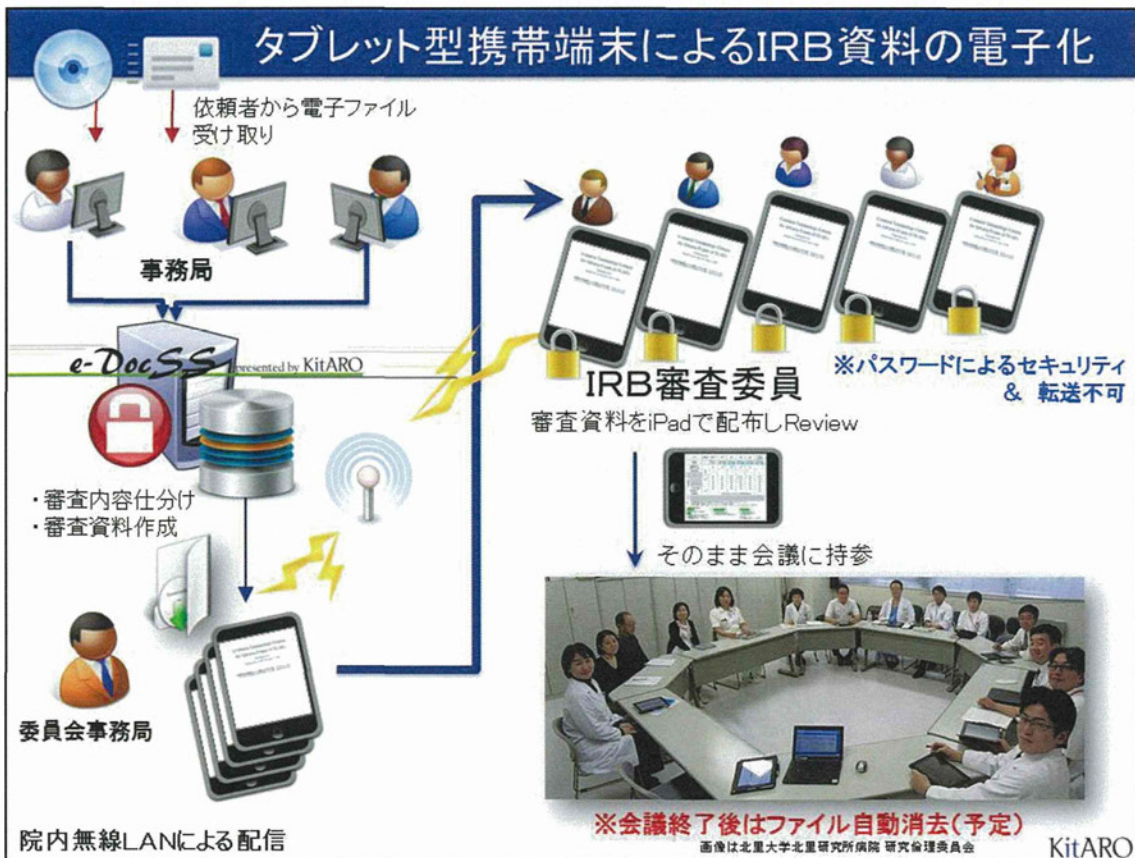 タブレット型携帯端末によるIRB資料の電子化
依頼者から電子ファイル
受け取り
事務局
e-DocSS presented by KitARO
・審査内容仕分け
・審査資料作成
委員会事務局
院内無線LANによる配信
※パスワードによるセキュリティ
& 転送不可
IRB審査委員
審査資料をiPadで配布しReview
そのまま会議に持参
※会議終了後はファイル自動消去(予定)
画像は北里大学北里研究所病院 研究倫理委員会
KitARO